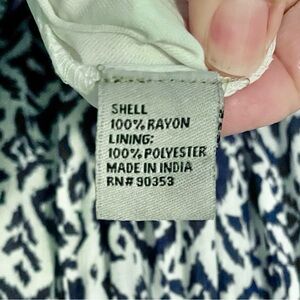 SHELL
100% RAYON
LINING:
100% POLYESTER
MADE IN INDIA
RN# 90353